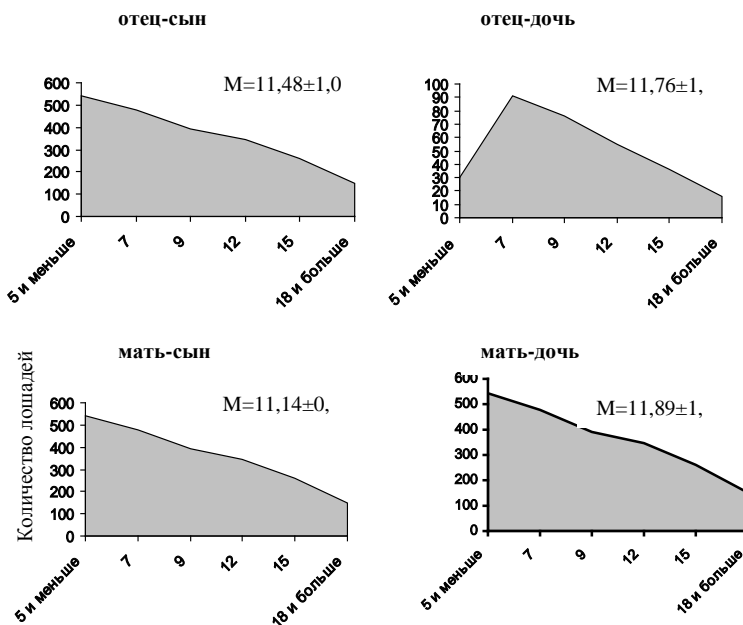 отец-сын
M=11,48±1,0
600
500
400
300
200
100
0
5 и меньше
7
9
12
15
18 и больше
отец-дочь
M=11,76±1,
100
90
80
70
60
50
40
30
20
10
0
5 и меньше
7
9
12
15
18 и больше
мать-сын
Количество лошадей
M=11,14±0,
600
500
400
300
200
100
0
5 и меньше
7
9
12
15
18 и больше
мать-дочь
M=11,89±1,
600
500
400
300
200
100
0
5 и меньше
7
9
12
15
18 и больше